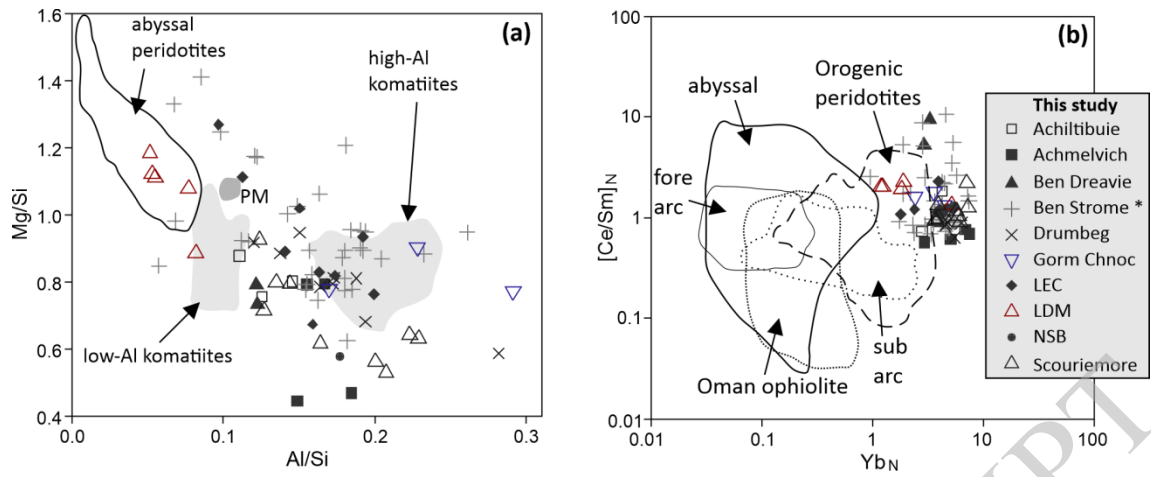 (a)
1.6
1.4
1.2
1.0
0.8
0.6
0.4
Mg/Si
abyssal
peridotites
high-Al
komatiites
PM
low-Al komatiites
0.0
0.1
0.2
0.3
Al/Si
(b)
100
10
1
0.1
0.01
[Ce/Sm]N
abyssal
Orogenic
peridotites
fore
arc
sub
arc
Oman ophiolite
0.01
0.1
1
10
100
YbN
This study
Achiltibuie
Achmelvich
Ben Dreavie
Ben Strome *
Drumbeg
Gorm Chnoc
LEC
LDM
NSB
Scouriemore